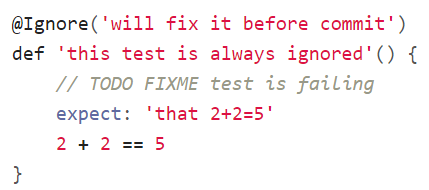 @Ignore('will fix it before commit')
def 'this test is always ignored'() {
// TODO FIXME test is failing
expect: 'that 2+2=5'
2 + 2 == 5
}